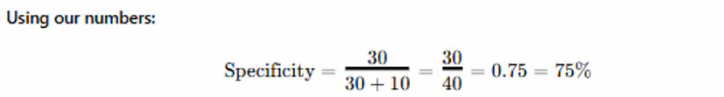 Using our numbers:
Specificity = 30 / (30 + 10) = 30 / 40 = 0.75 = 75%